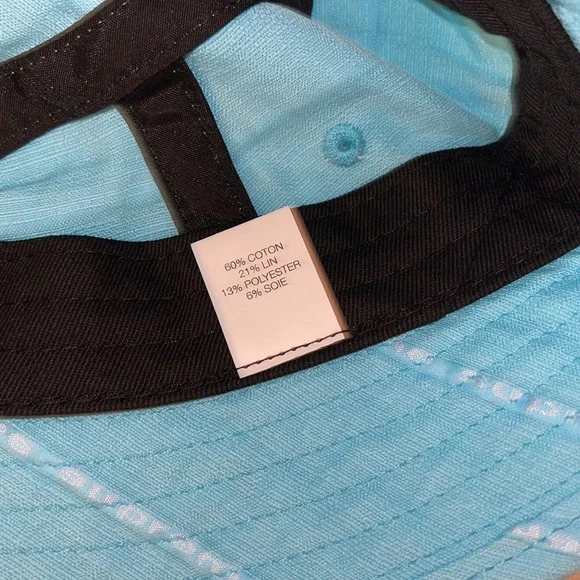 60% COTON
21% LIN
13% POLYESTER
6% SOIE